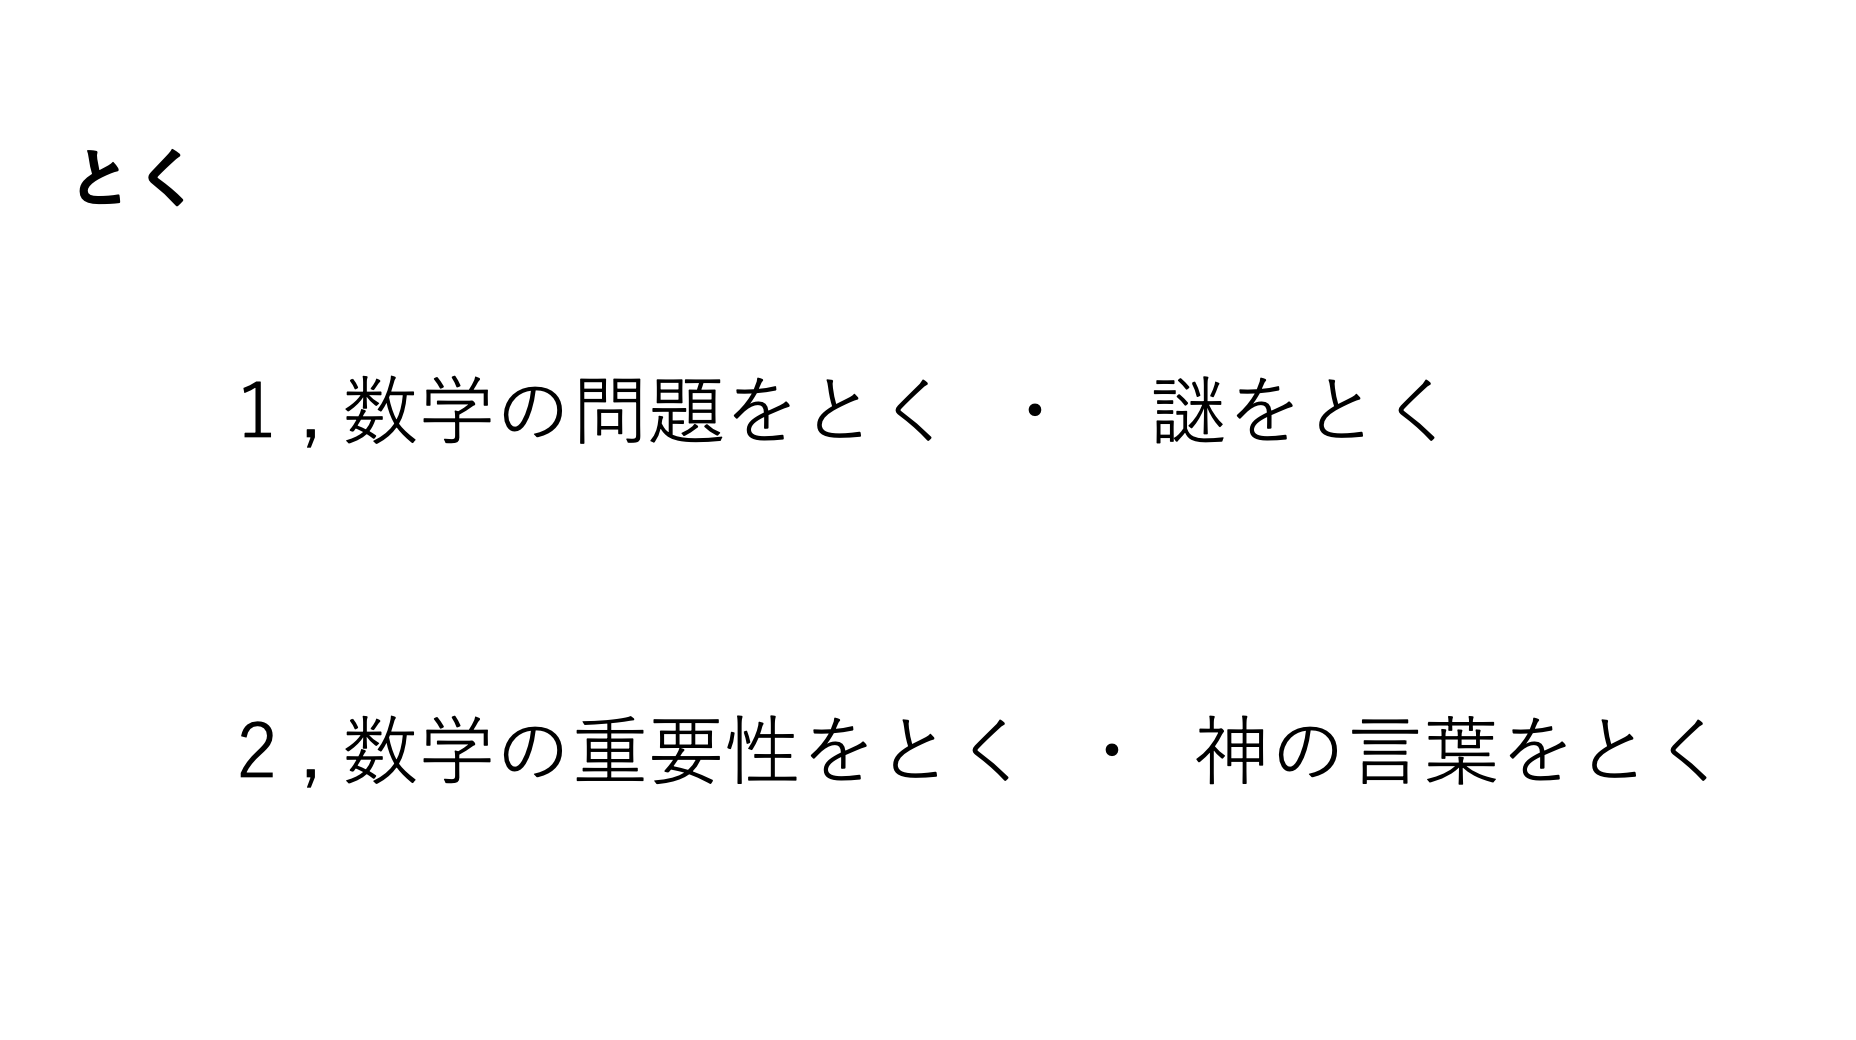 とく
1 , 数学の問題をとく ・ 謎をとく
2 , 数学の重要性をとく ・ 神の言葉をとく